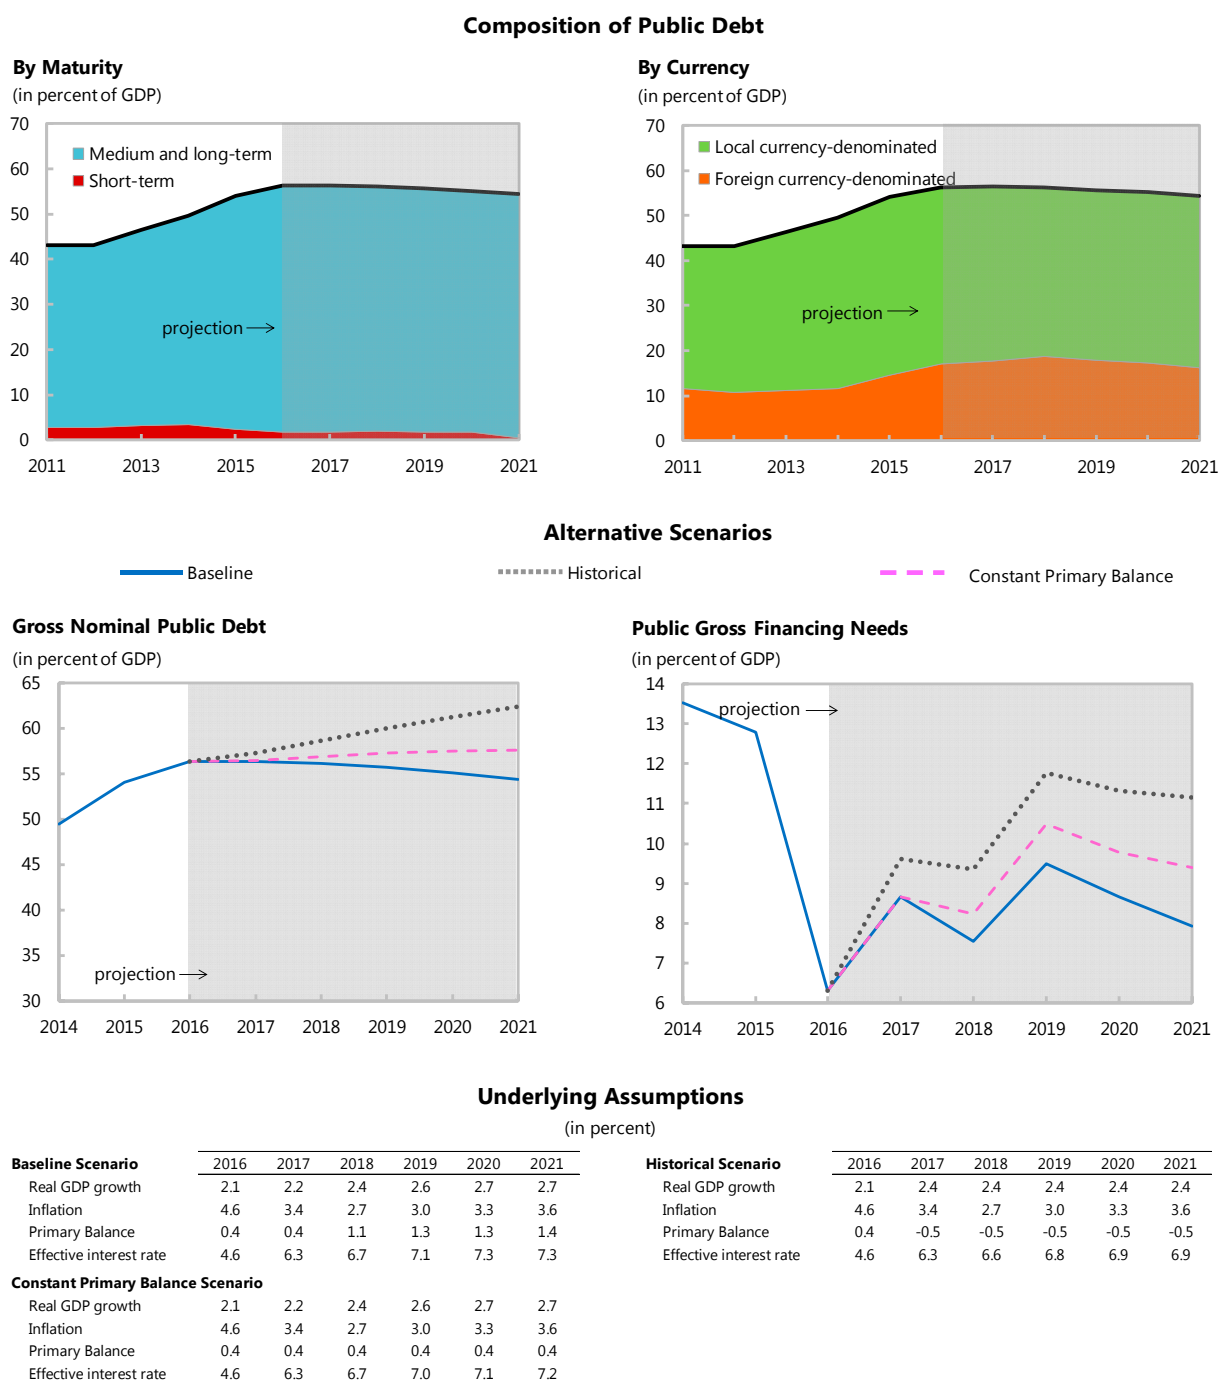 Composition of Public Debt
By Maturity
(in percent of GDP)
70
60
50
40
30
20
10
0
Medium and long-term
Short-term
projection
2011 2013 2015 2017 2019 2021
By Currency
(in percent of GDP)
70
60
50
40
30
20
10
0
Local currency-denominated
Foreign currency-denominated
projection
2011 2013 2015 2017 2019 2021
Alternative Scenarios
Baseline Historical Constant Primary Balance
Gross Nominal Public Debt
(in percent of GDP)
65
60
55
50
45
40
35
30
projection
2014 2015 2016 2017 2018 2019 2020 2021
Public Gross Financing Needs
(in percent of GDP)
14
13
12
11
10
9
8
7
6
projection
2014 2015 2016 2017 2018 2019 2020 2021
Underlying Assumptions
(in percent)
Baseline Scenario 2016 2017 2018 2019 2020 2021
Real GDP growth 2.1 2.2 2.4 2.6 2.7 2.7
Inflation 4.6 3.4 2.7 3.0 3.3 3.6
Primary Balance 0.4 0.4 1.1 1.3 1.3 1.4
Effective interest rate 4.6 6.3 6.7 7.1 7.3 7.3
Constant Primary Balance Scenario
Real GDP growth 2.1 2.2 2.4 2.6 2.7 2.7
Inflation 4.6 3.4 2.7 3.0 3.3 3.6
Primary Balance 0.4 0.4 0.4 0.4 0.4 0.4
Effective interest rate 4.6 6.3 6.7 7.0 7.1 7.2
Historical Scenario 2016 2017 2018 2019 2020 2021
Real GDP growth 2.1 2.4 2.4 2.4 2.4 2.4
Inflation 4.6 3.4 2.7 3.0 3.3 3.6
Primary Balance 0.4 -0.5 -0.5 -0.5 -0.5 -0.5
Effective interest rate 4.6 6.3 6.6 6.8 6.9 6.9